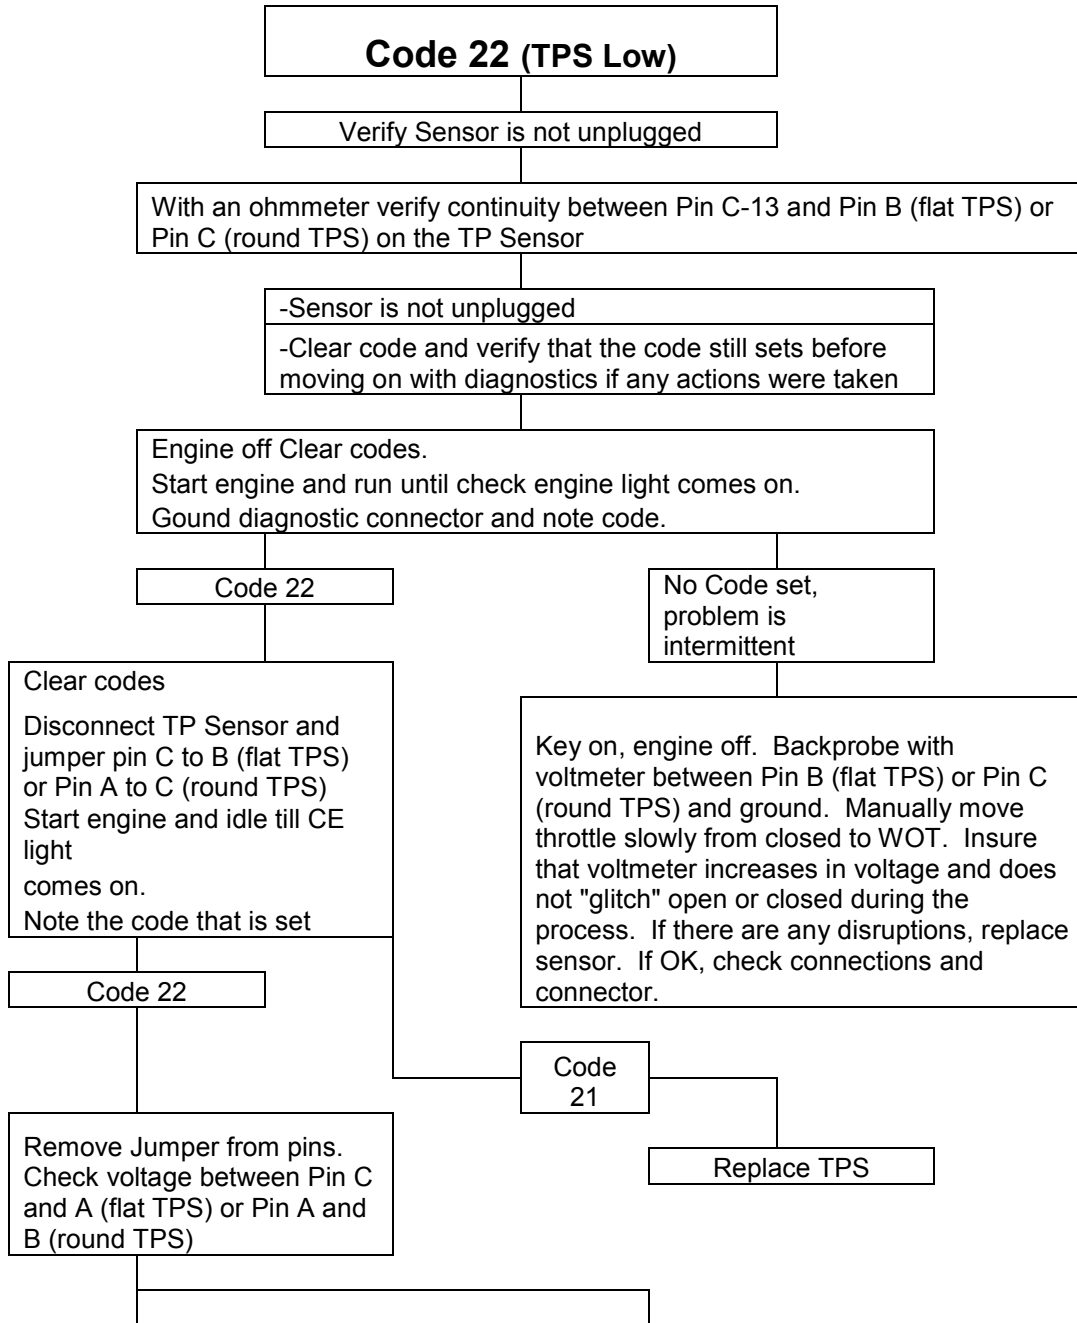 Code 22 (TPS Low)
Verify Sensor is not unplugged
With an ohmmeter verify continuity between Pin C-13 and Pin B (flat TPS) or
Pin C (round TPS) on the TP Sensor
-Sensor is not unplugged
-Clear code and verify that the code still sets before
moving on with diagnostics if any actions were taken
Engine off Clear codes.
Start engine and run until check engine light comes on.
Gound diagnostic connector and note code.
Code 22
No Code set,
problem is
intermittent
Clear codes
Disconnect TP Sensor and
jumper pin C to B (flat TPS)
or Pin A to C (round TPS)
Start engine and idle till CE
light
comes on.
Note the code that is set
Key on, engine off.  Backprobe with
voltmeter between Pin B (flat TPS) or Pin C
(round TPS) and ground.  Manually move
throttle slowly from closed to WOT.  Insure
that voltmeter increases in voltage and does
not "glitch" open or closed during the
process.  If there are any disruptions, replace
sensor.  If OK, check connections and
connector.
Code 22
Code
21
Remove Jumper from pins.
Check voltage between Pin C
and A (flat TPS) or Pin A and
B (round TPS)
Replace TPS